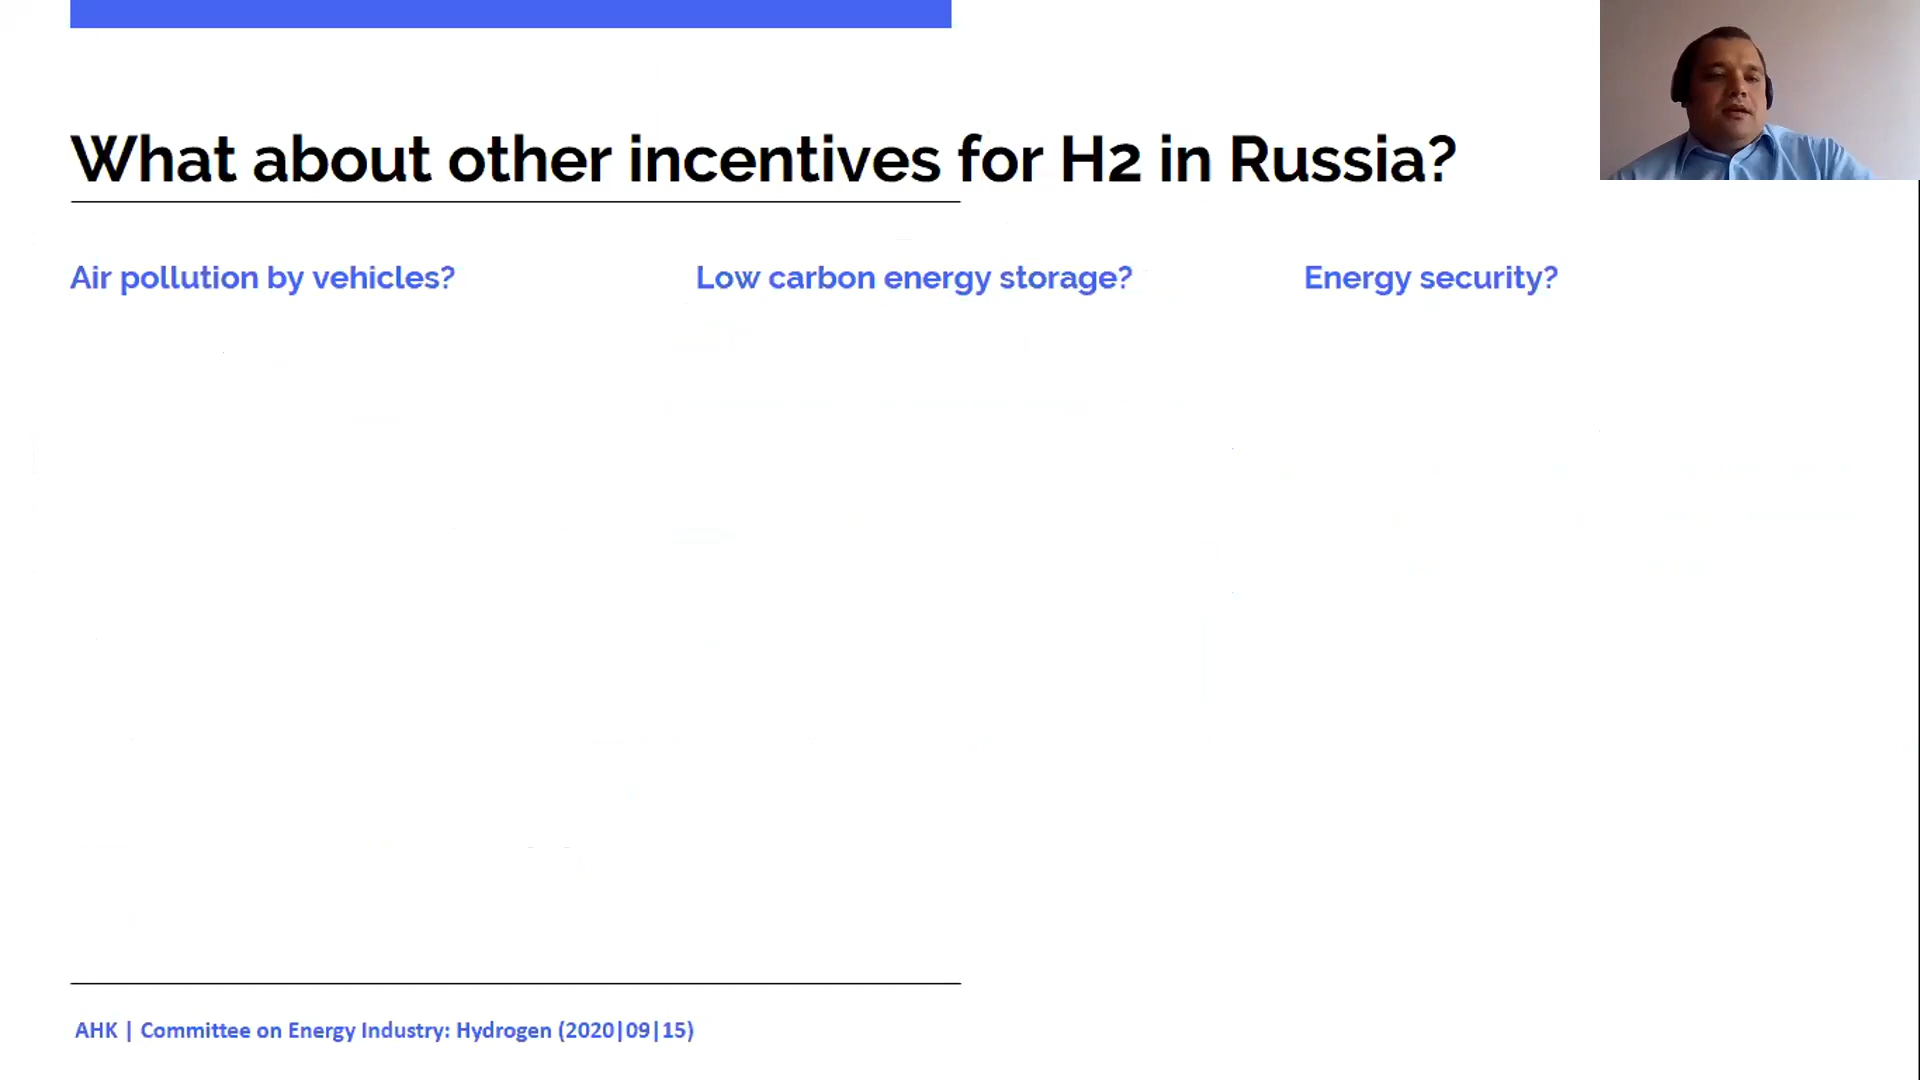 What about other incentives for H2 in Russia?
Air pollution by vehicles?
Low carbon energy storage?
Energy security?
AHK | Committee on Energy Industry: Hydrogen (2020|09|15)